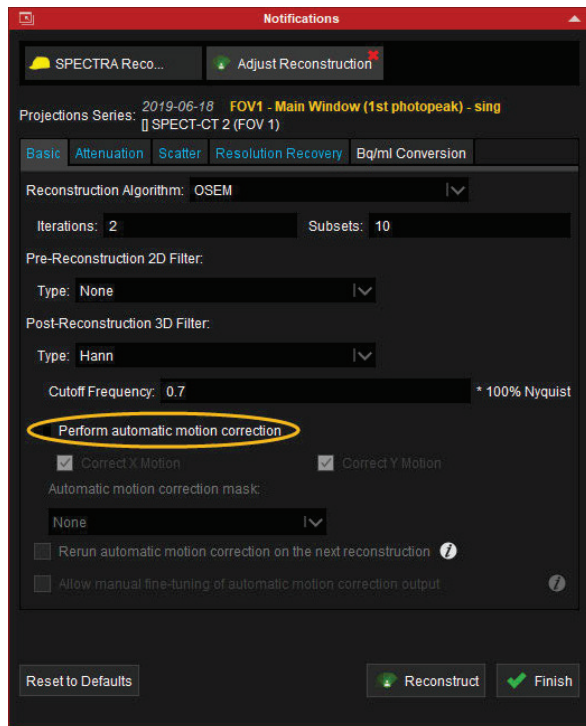 Notifications
SPECTRA Reco... Adjust Reconstruction
Projections Series: 2019-06-18 FOV1 - Main Window (1st photopeak) - sing
[] SPECT-CT 2 (FOV 1)
Basic Attenuation Scatter Resolution Recovery Bq/ml Conversion
Reconstruction Algorithm: OSEM
Iterations: 2 Subsets: 10
Pre-Reconstruction 2D Filter:
Type: None
Post-Reconstruction 3D Filter:
Type: Hann
Cutoff Frequency: 0.7 * 100% Nyquist
Perform automatic motion correction
Correct X Motion Correct Y Motion
Automatic motion correction mask:
None
Rerun automatic motion correction on the next reconstruction i
Allow manual fine-tuning of automatic motion correction output i
Reset to Defaults Reconstruct Finish